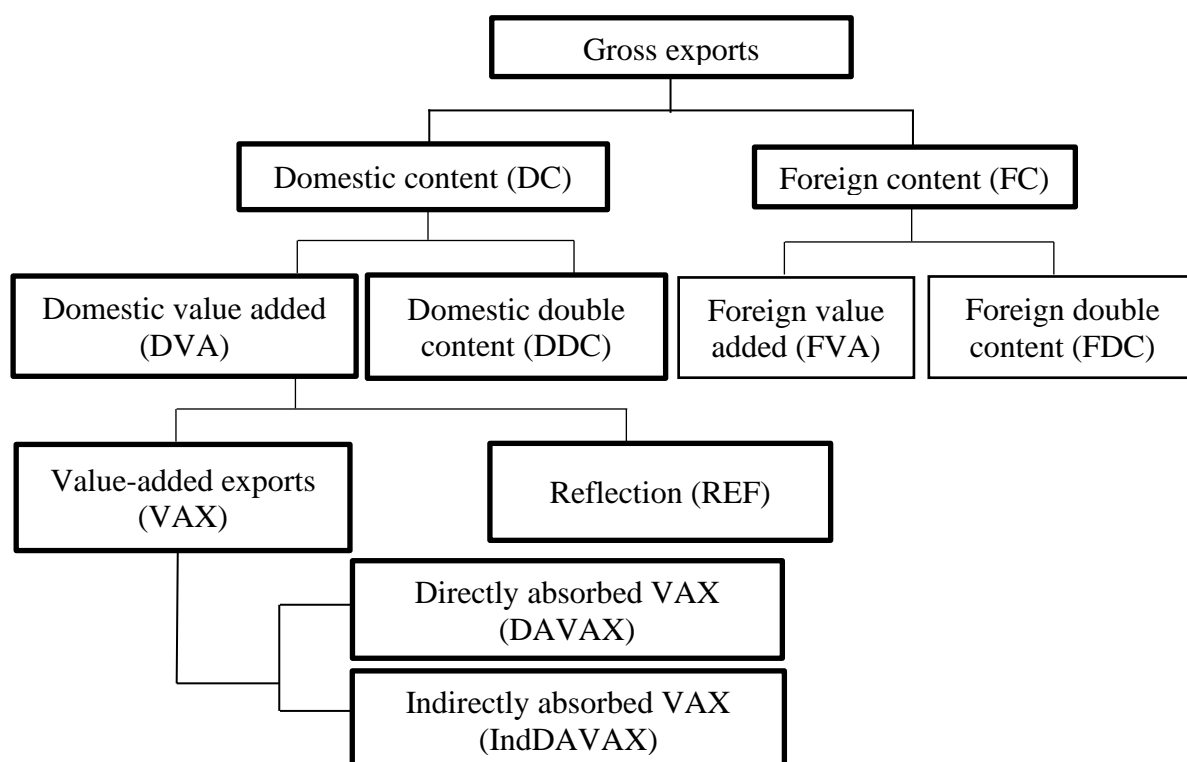 Gross exports
Domestic content (DC)
Foreign content (FC)
Domestic value added
(DVA)
Domestic double
content (DDC)
Foreign value
added (FVA)
Foreign double
content (FDC)
Value-added exports
(VAX)
Reflection (REF)
Directly absorbed VAX
(DAVAX)
Indirectly absorbed VAX
(IndDAVAX)